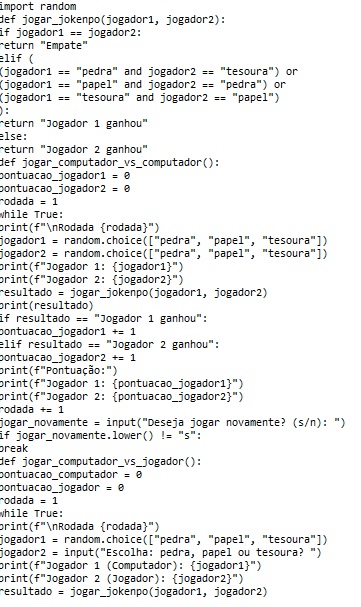 import random
def jogar_jokenpo(jogador1, jogador2):
if jogador1 == jogador2:
return "Empate"
elif (
(jogador1 == "pedra" and jogador2 == "tesoura") or
(jogador1 == "papel" and jogador2 == "pedra") or
(jogador1 == "tesoura" and jogador2 == "papel")
):
return "Jogador 1 ganhou"
else:
return "Jogador 2 ganhou"
def jogar_computador_vs_computador():
pontuacao_jogador1 = 0
pontuacao_jogador2 = 0
rodada = 1
while True:
print(f"\nRodada {rodada}")
jogador1 = random.choice(["pedra", "papel", "tesoura"])
jogador2 = random.choice(["pedra", "papel", "tesoura"])
print(f"Jogador 1: {jogador1}")
print(f"Jogador 2: {jogador2}")
resultado = jogar_jokenpo(jogador1, jogador2)
print(resultado)
if resultado == "Jogador 1 ganhou":
pontuacao_jogador1 += 1
elif resultado == "Jogador 2 ganhou":
pontuacao_jogador2 += 1
print(f"Pontuação:")
print(f"Jogador 1: {pontuacao_jogador1}")
print(f"Jogador 2: {pontuacao_jogador2}")
rodada += 1
jogar_novamente = input("Deseja jogar novamente? (s/n): ")
if jogar_novamente.lower() != "s":
break
def jogar_computador_vs_jogador():
pontuacao_computador = 0
pontuacao_jogador = 0
rodada = 1
while True:
print(f"\nRodada {rodada}")
jogador1 = random.choice(["pedra", "papel", "tesoura"])
jogador2 = input("Escolha: pedra, papel ou tesoura? ")
print(f"Jogador 1 (Computador): {jogador1}")
print(f"Jogador 2 (Jogador): {jogador2}")
resultado = jogar_jokenpo(jogador1, jogador2)